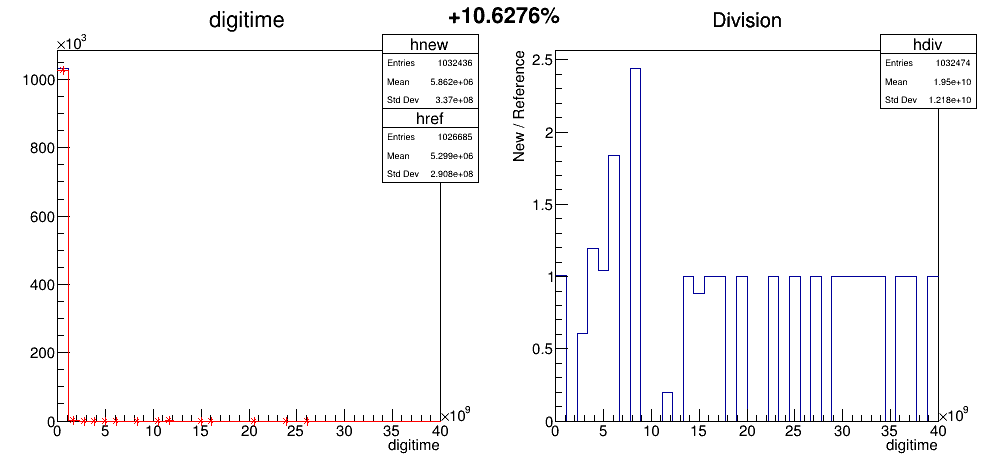 +10.6276%
digitime
×10³
hnew
Entries 1032436
Mean 5.862e+06
Std Dev 3.37e+08
href
Entries 1026685
Mean 5.299e+06
Std Dev 2.908e+08
1000
800
600
400
200
0
0 5 10 15 20 25 30 35 40
×10⁹
digitime
Division
hdiv
Entries 1032474
Mean 1.95e+10
Std Dev 1.218e+10
New / Reference
2.5
2
1.5
1
0.5
0
0 5 10 15 20 25 30 35 40
×10⁹
digitime